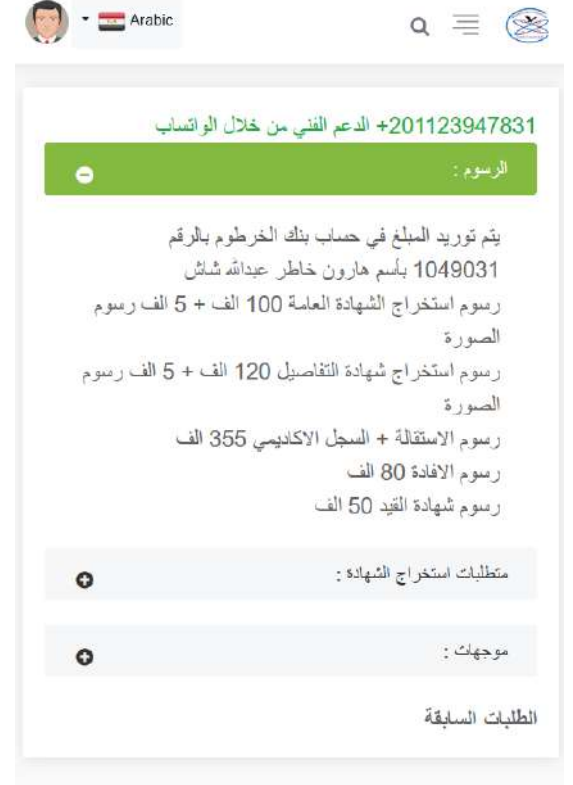 Arabic
201123947831+ الدعم الفني من خلال الواتساب
الرسوم :
يتم توريد المبلغ في حساب بنك الخرطوم بالرقم
1049031 بأسم هارون خاطر عبدالله شاش
رسوم استخراج الشهادة العامة 100 الف + 5 الف رسوم
الصورة
رسوم استخراج شهادة التفاصيل 120 الف + 5 الف رسوم
الصورة
رسوم الاستقالة + السجل الاكاديمي 355 الف
رسوم الافادة 80 الف
رسوم شهادة القيد 50 الف
متطلبات استخراج الشهادة :
موجهات :
الطلبات السابقة